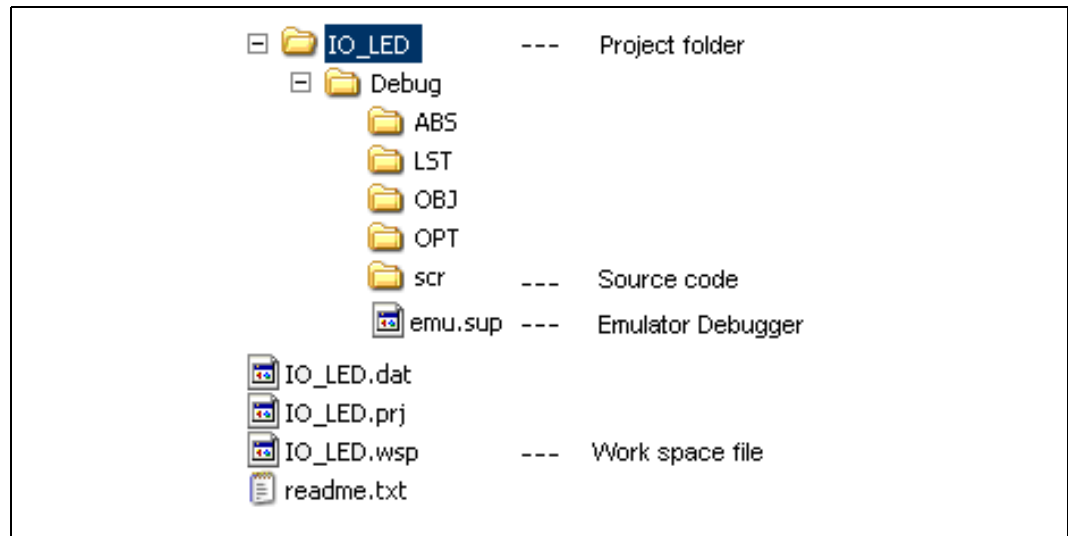 IO_LED --- Project folder
Debug
ABS
LST
OBJ
OPT
scr --- Source code
emu.sup --- Emulator Debugger
IO_LED.dat
IO_LED.prj
IO_LED.wsp --- Work space file
readme.txt